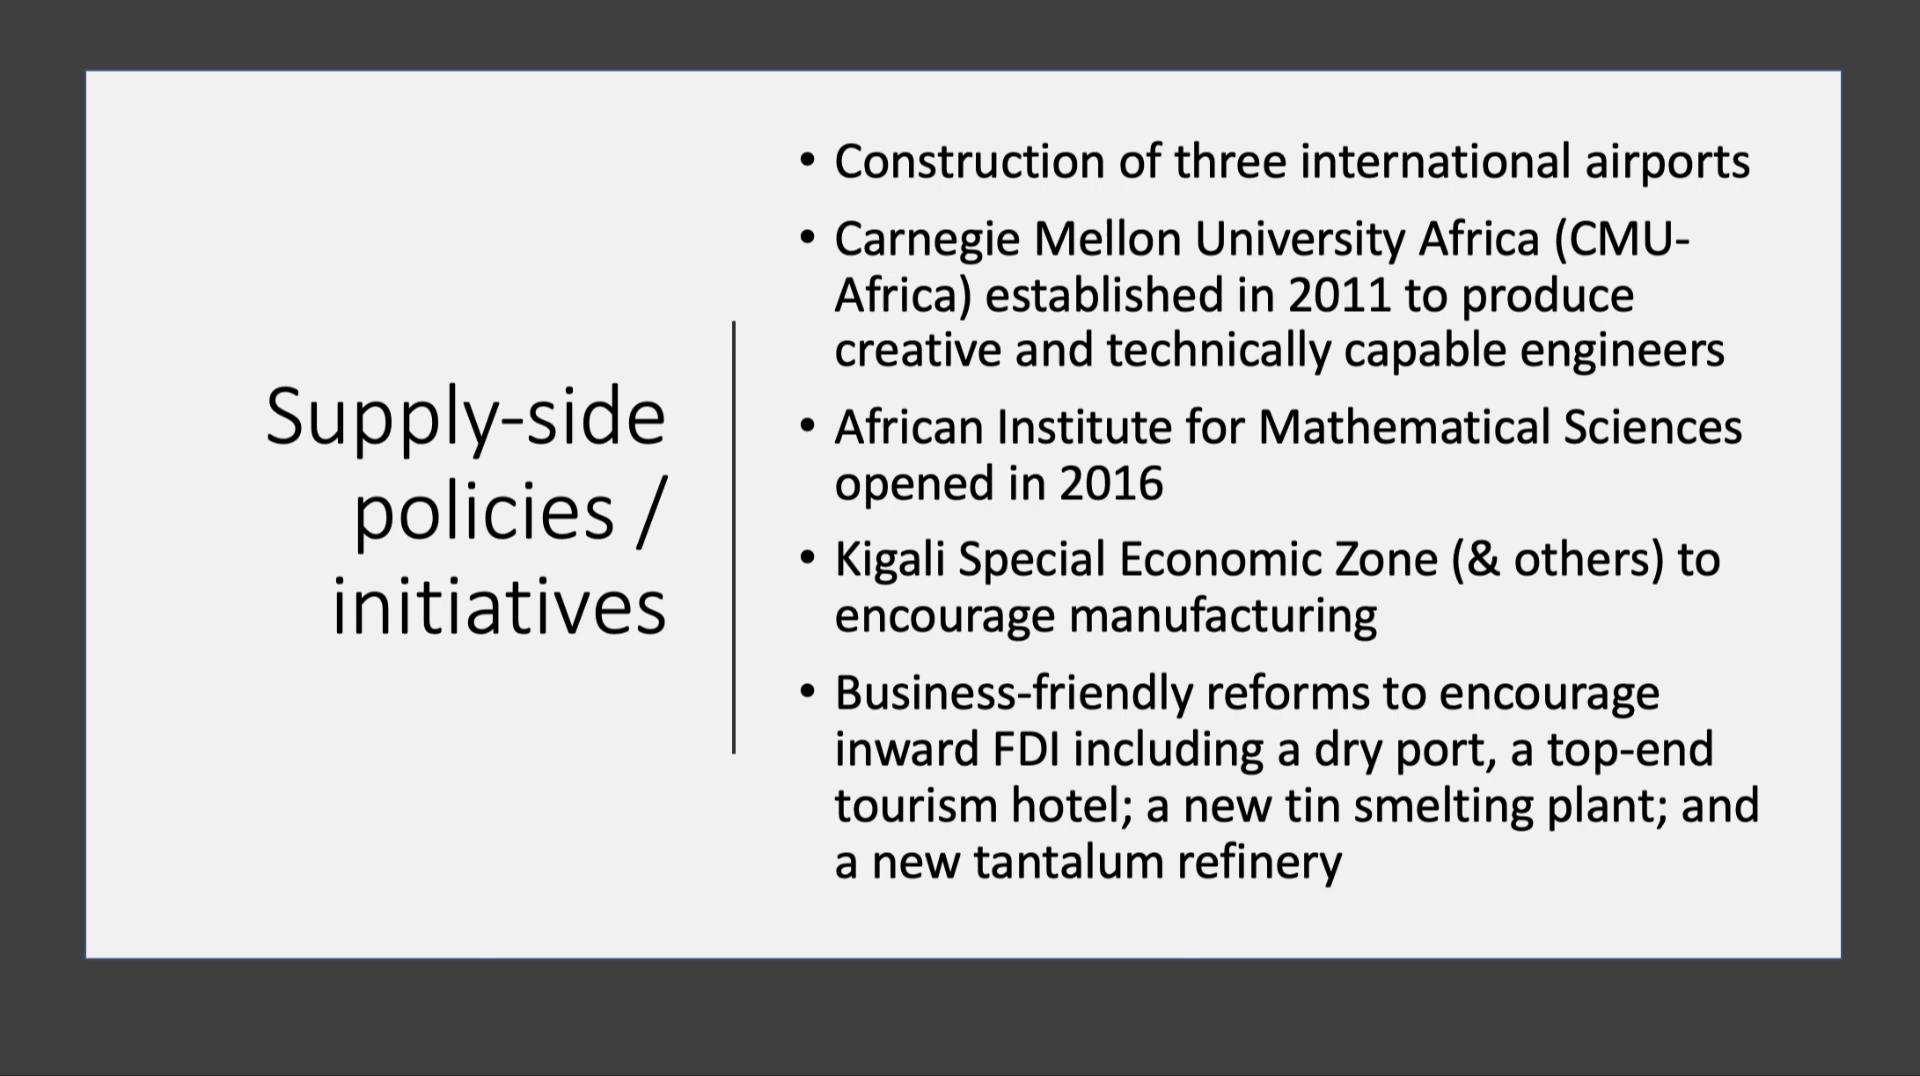 Supply-side
policies /
initiatives
• Construction of three international airports
• Carnegie Mellon University Africa (CMU-
Africa) established in 2011 to produce
creative and technically capable engineers
• African Institute for Mathematical Sciences
opened in 2016
• Kigali Special Economic Zone (& others) to
encourage manufacturing
• Business-friendly reforms to encourage
inward FDI including a dry port, a top-end
tourism hotel; a new tin smelting plant; and
a new tantalum refinery